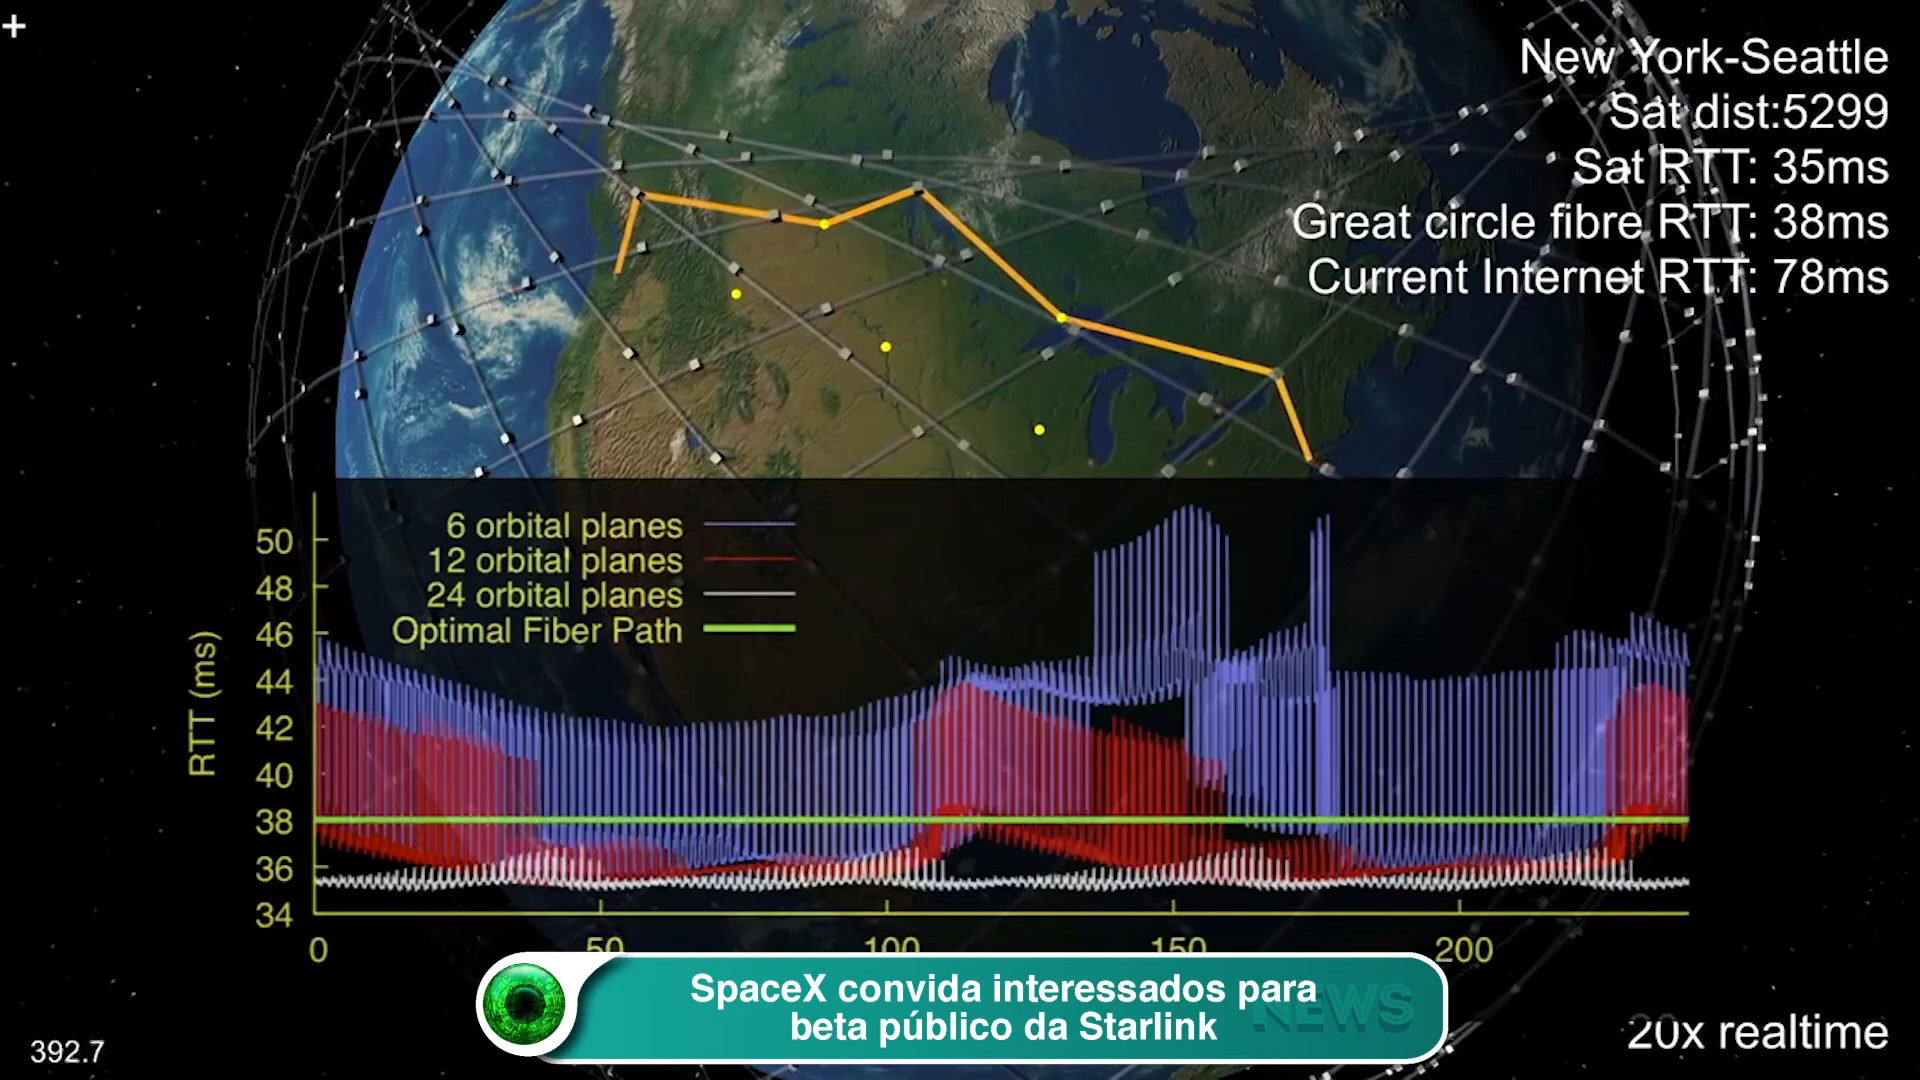 +
New York-Seattle
Sat dist:5299
Sat RTT: 35ms
Great circle fibre RTT: 38ms
Current Internet RTT: 78ms
6 orbital planes
12 orbital planes
24 orbital planes
Optimal Fiber Path
RTT (ms)
50
48
46
44
42
40
38
36
34
0 50 100 150 200
SpaceX convida interessados para
beta público da Starlink
NEWS
20x realtime
392.7